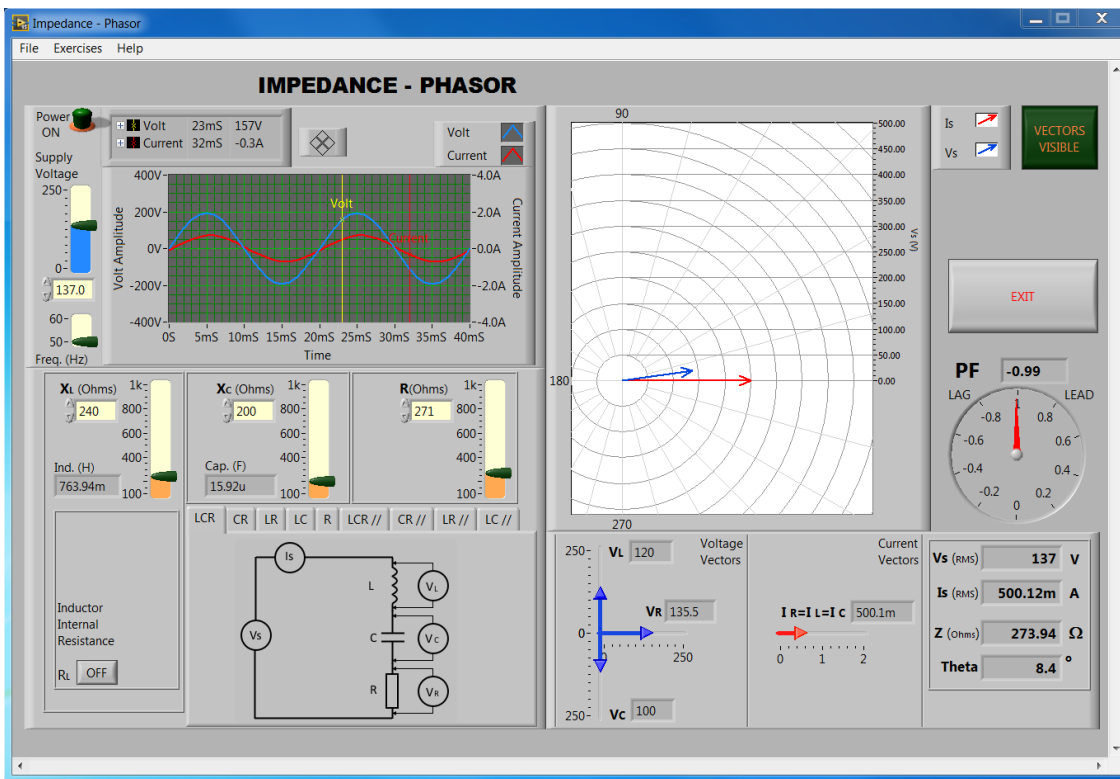 Impedance - Phasor
File Exercises Help
IMPEDANCE - PHASOR
Power
ON
Volt 23mS 157V
Current 32mS -0.3A
Volt
Current
Supply
Voltage
250-
0-
137.0
60-
50-
Freq. (Hz)
Volt Amplitude
400V
200V
0V
-200V
-400V
Volt
Current
4.0A
2.0A
0.0A
-2.0A
-4.0A
Current Amplitude
0S 5mS 10mS 15mS 20mS 25mS 30mS 35mS 40mS
Time
90
180
270
500.00
450.00
400.00
350.00
300.00
250.00
200.00
150.00
100.00
50.00
0.00
Vs (V)
Is
Vs
VECTORS
VISIBLE
EXIT
PF -0.99
LAG LEAD
1
-0.8 0.8
-0.6 0.6
-0.4 0.4
-0.2 0.2
0
XL (Ohms)
240
1k
800
600
400
100
Ind. (H)
763.94m
Xc (Ohms)
200
1k
800
600
400
100
Cap. (F)
15.92u
R(Ohms)
271
1k
800
600
400
100
LCR CR LR LC R LCR // CR // LR // LC //
Inductor
Internal
Resistance
RL OFF
Is
Vs
L
VL
C
Vc
R
VR
250-
0-
250-
VL 120
Voltage
Vectors
VR 135.5
0 250
Vc 100
Current
Vectors
I R=I L=I C 500.1m
0 1 2
Vs (RMS) 137 V
Is (RMS) 500.12m A
Z (Ohms) 273.94 Ω
Theta 8.4 °